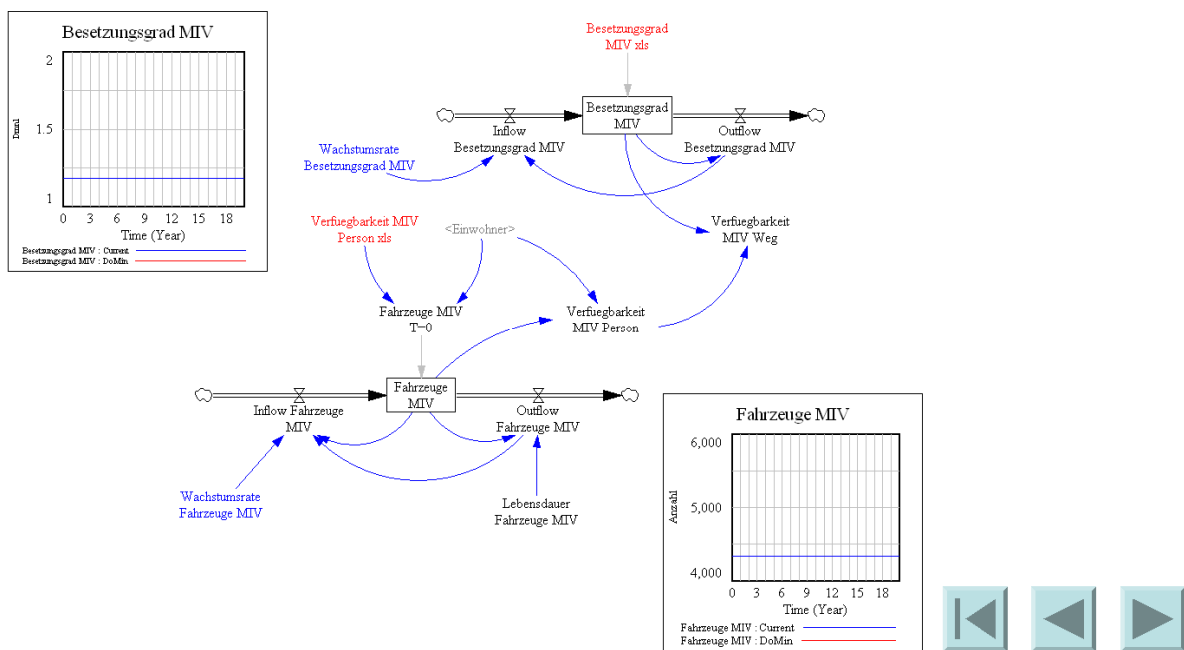 Besetzungsgrad MIV
2
1.5
1
Dmnl
0 3 6 9 12 15 18
Time (Year)
Besetzungsgrad MIV : Current
Besetzungsgrad MIV : DoMin
Besetzungsgrad
MIV xls
Besetzungsgrad
MIV
Inflow
Besetzungsgrad MIV
Outflow
Besetzungsgrad MIV
Wachstumsrate
Besetzungsgrad MIV
Verfuegbarkeit MIV
Person xls
<Einwohner>
Verfuegbarkeit
MIV Weg
Fahrzeuge MIV
T=0
Verfuegbarkeit
MIV Person
Fahrzeuge
MIV
Inflow Fahrzeuge
MIV
Outflow
Fahrzeuge MIV
Wachstumsrate
Fahrzeuge MIV
Lebensdauer
Fahrzeuge MIV
Fahrzeuge MIV
6,000
5,000
4,000
Anzahl
0 3 6 9 12 15 18
Time (Year)
Fahrzeuge MIV : Current
Fahrzeuge MIV : DoMin